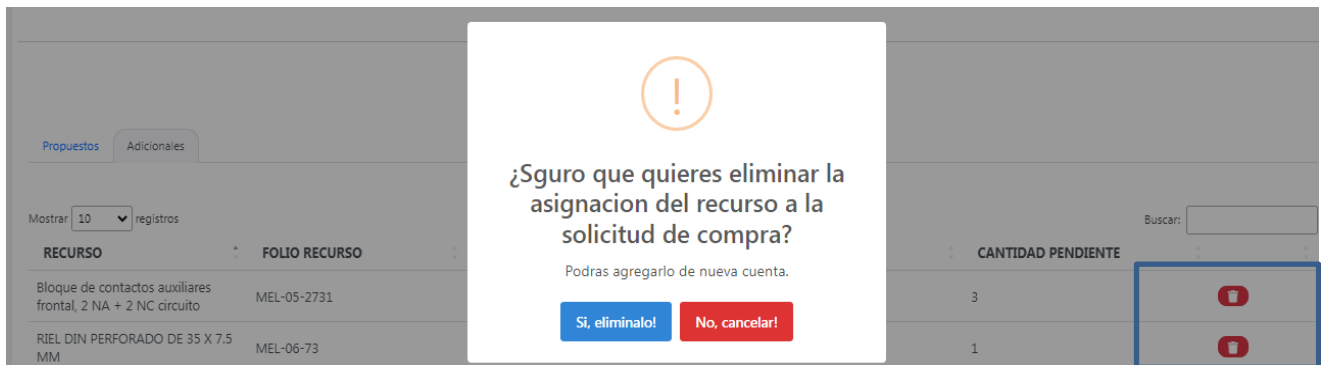 Propuestos
Adicionales
¿Sguro que quieres eliminar la
asignacion del recurso a la
solicitud de compra?
Podras agregarlo de nueva cuenta.
Si, eliminalo!
No, cancelar!
Mostrar 10 registros
Buscar:
RECURSO
FOLIO RECURSO
CANTIDAD PENDIENTE
Bloque de contactos auxiliares
frontal, 2 NA + 2 NC circuito
MEL-05-2731
3
RIEL DIN PERFORADO DE 35 X 7.5
MM
MEL-06-73
1